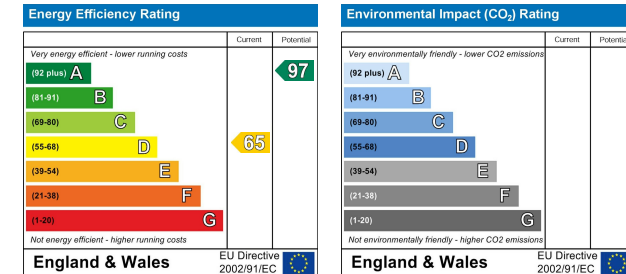 Energy Efficiency Rating
Current Potential
Very energy efficient - lower running costs
(92 plus) A
97
(81-91) B
(69-80) C
(55-68) D
65
(39-54) E
(21-38) F
(1-20) G
Not energy efficient - higher running costs
England & Wales
EU Directive
2002/91/EC
Environmental Impact (CO₂) Rating
Current Potential
Very environmentally friendly - lower CO2 emissions
(92 plus) A
(81-91) B
(69-80) C
(55-68) D
(39-54) E
(21-38) F
(1-20) G
Not environmentally friendly - higher CO2 emissions
England & Wales
EU Directive
2002/91/EC